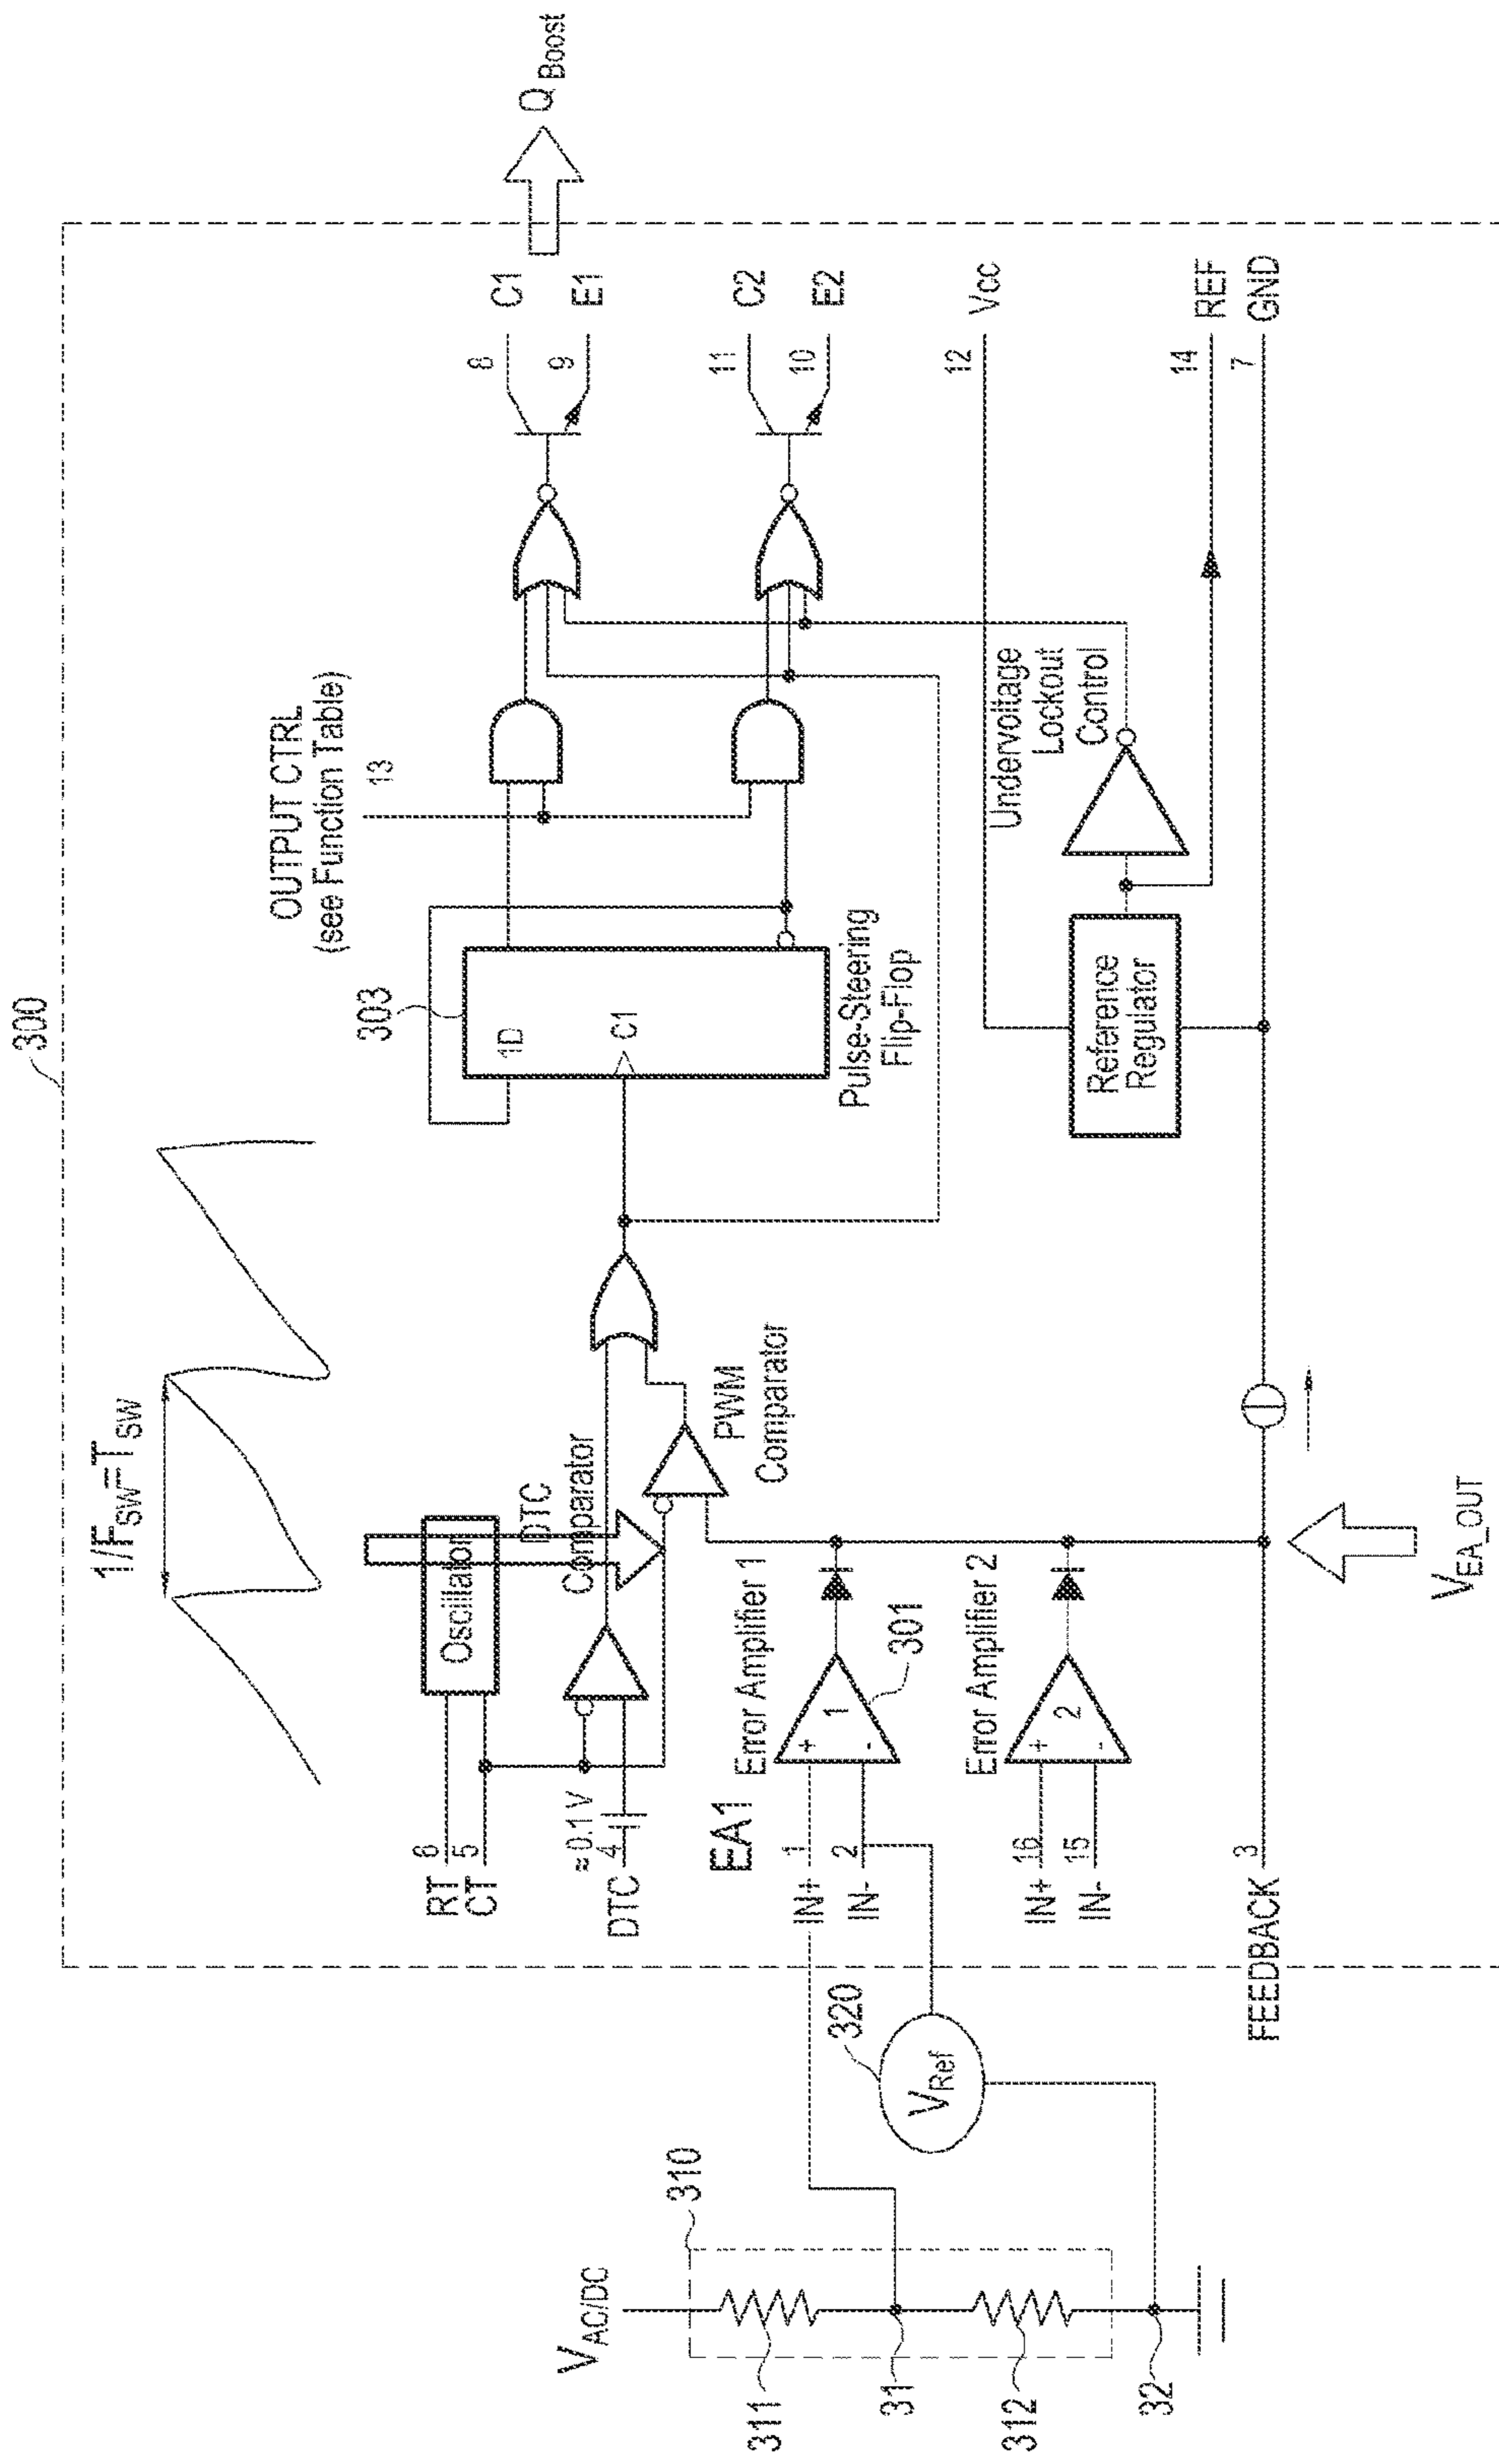 300
1/FSW=TSW
OUTPUT CTRL
(see Function Table)
13
RT
6
CT
5
Oscillator
DTC
Comparator
≈ 0.1 V
DTC
4
303
1D
C1
Pulse-Steering
Flip-Flop
8
C1
9
E1
QBoost
11
C2
10
E2
PWM
Comparator
EA1
Error Amplifier 1
IN+
1
IN-
2
+
-
1
301
Error Amplifier 2
IN+
16
IN-
15
+
-
2
12
Vcc
Undervoltage
Lockout
Control
Reference
Regulator
14
REF
7
GND
FEEDBACK
3
VEA_OUT
VAC/DC
310
311
31
312
32
320
VRef